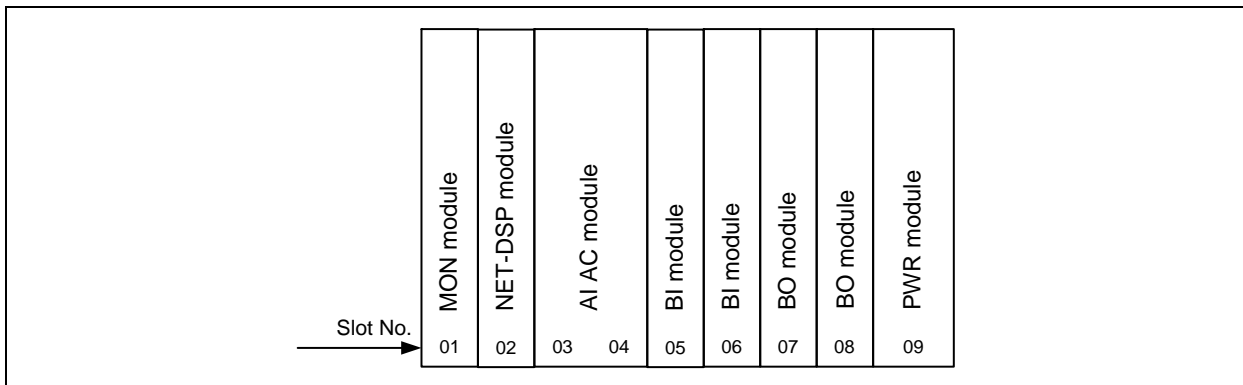 MON module
NET-DSP module
AI AC module
BI module
BI module
BO module
BO module
PWR module
Slot No.
01 02 03 04 05 06 07 08 09